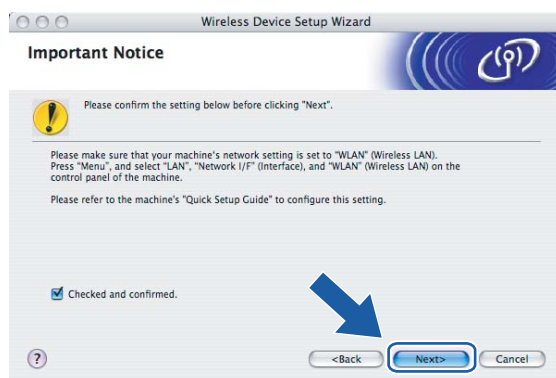 Wireless Device Setup Wizard
Important Notice
Please confirm the setting below before clicking "Next".
Please make sure that your machine's network setting is set to "WLAN" (Wireless LAN).
Press "Menu", and select "LAN", "Network I/F" (Interface), and "WLAN" (Wireless LAN) on the
control panel of the machine.
Please refer to the machine's "Quick Setup Guide" to configure this setting.
Checked and confirmed.
? <Back Next> Cancel